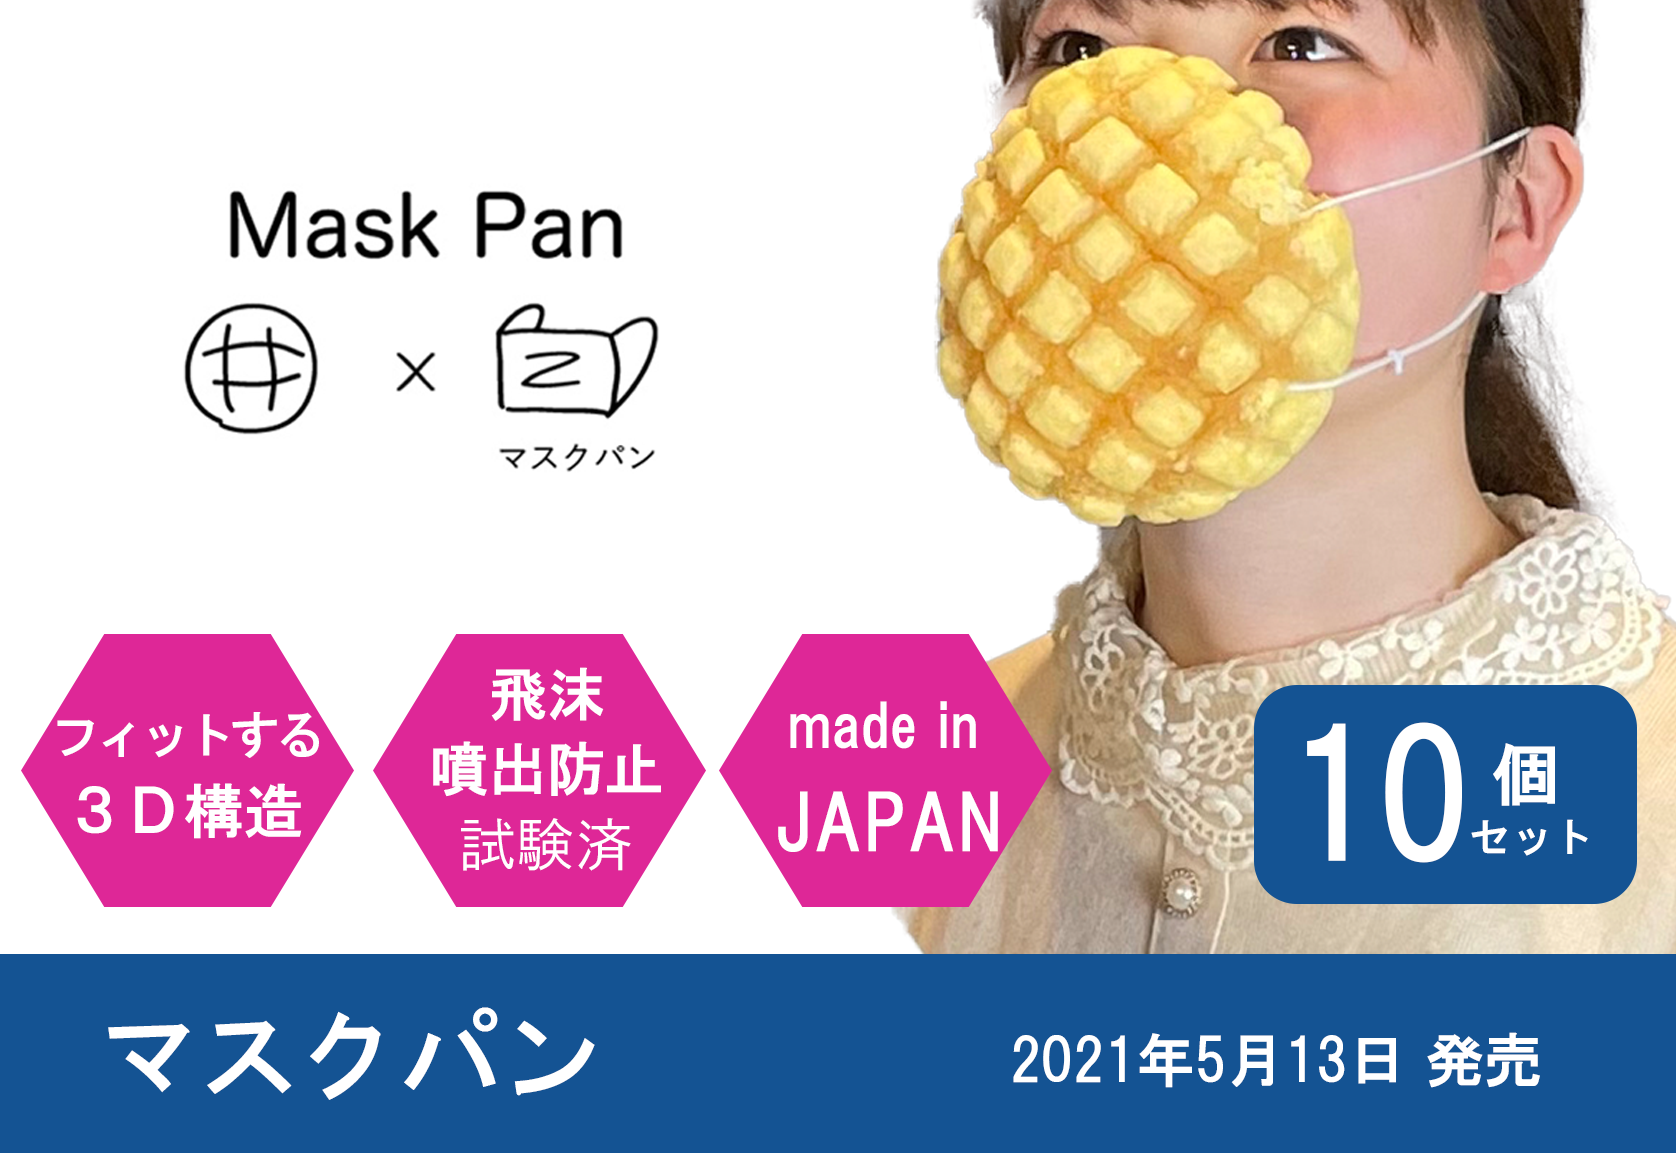 Mask Pan
×
マスクパン
フィットする
３Ｄ構造
飛沫
噴出防止
試験済
made in
JAPAN
10個
セット
マスクパン
2021年5月13日 発売